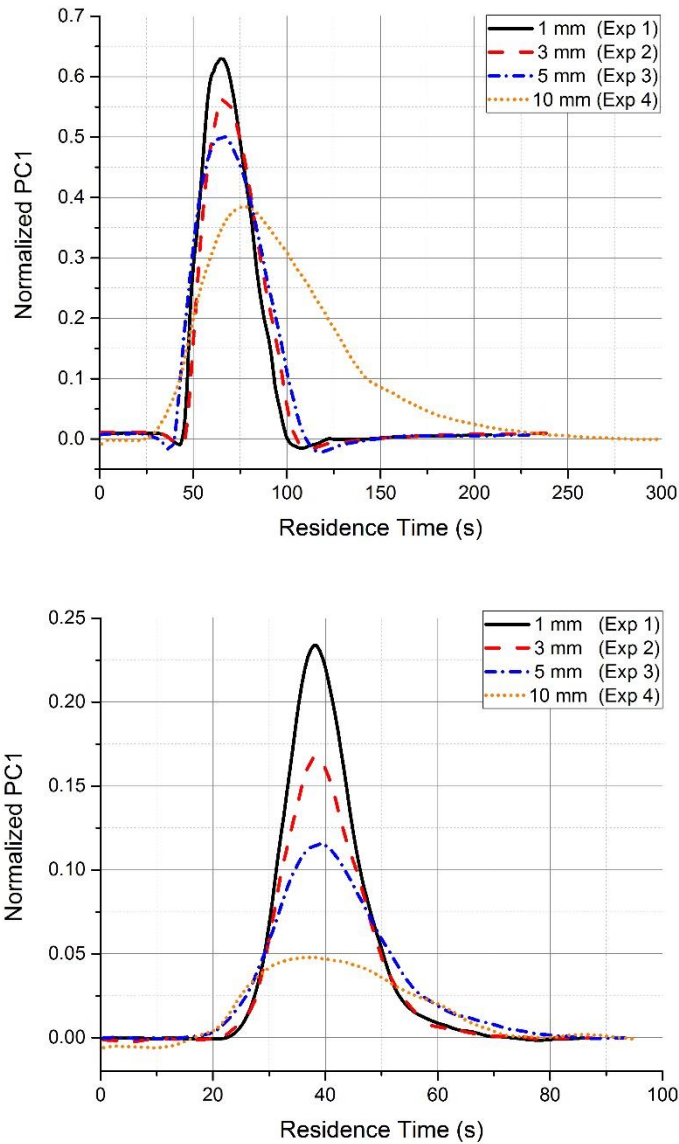 0.7
0.6
0.5
0.4
0.3
0.2
0.1
0.0
Normalized PC1
1 mm (Exp 1)
3 mm (Exp 2)
5 mm (Exp 3)
10 mm (Exp 4)
0 50 100 150 200 250 300
Residence Time (s)
0.25
0.20
0.15
0.10
0.05
0.00
Normalized PC1
1 mm (Exp 1)
3 mm (Exp 2)
5 mm (Exp 3)
10 mm (Exp 4)
0 20 40 60 80 100
Residence Time (s)